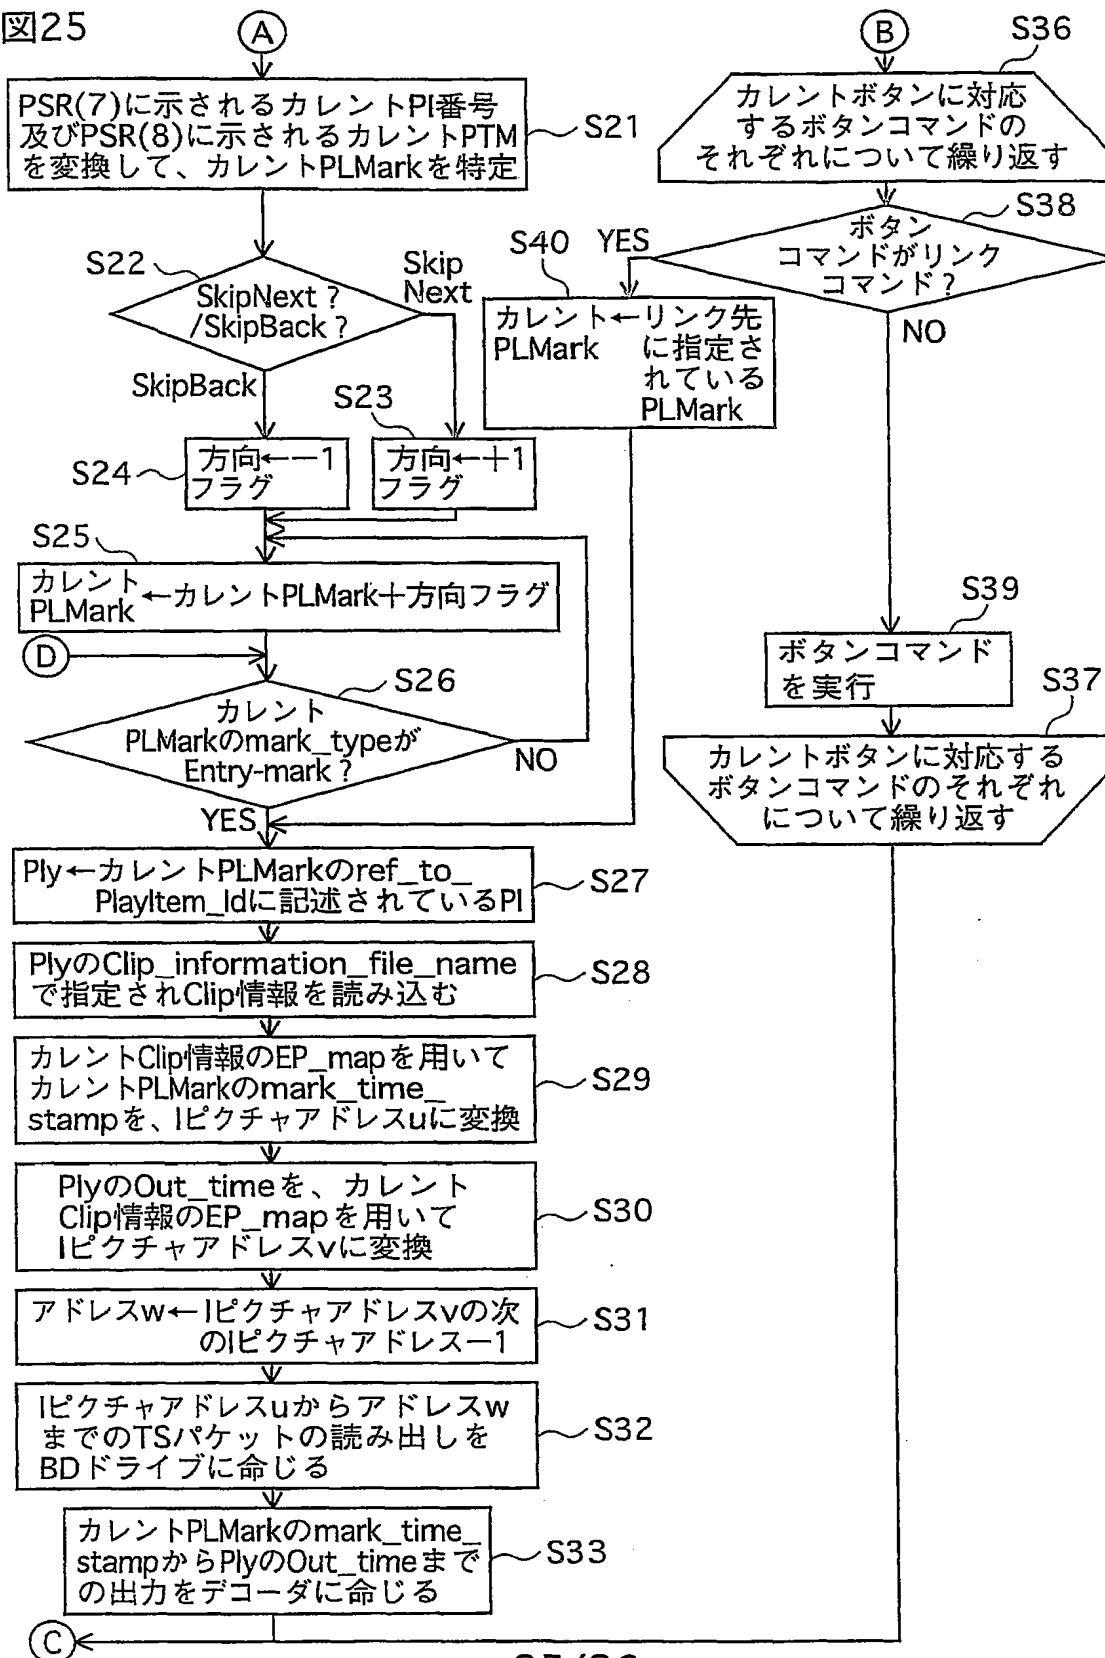 図25
A
PSR(7)に示されるカレントPI番号
及びPSR(8)に示されるカレントPTM
を変換して、カレントPLMarkを特定
S21
S22
SkipNext?
/SkipBack?
Skip
Next
SkipBack
S23
方向←+1
フラグ
S24
方向←−1
フラグ
S25
カレント
PLMark
←カレントPLMark+方向フラグ
D
S26
カレント
PLMarkのmark_typeが
Entry-mark?
NO
YES
S27
Ply←カレントPLMarkのref_to_
PlayItem_Idに記述されているPI
S28
PlyのClip_information_file_name
で指定されClip情報を読み込む
S29
カレントClip情報のEP_mapを用いて
カレントPLMarkのmark_time_
stampを、Iピクチャアドレスuに変換
S30
PlyのOut_timeを、カレント
Clip情報のEP_mapを用いて
Iピクチャアドレスvに変換
S31
アドレスw←Iピクチャアドレスvの次
のIピクチャアドレス−1
S32
Iピクチャアドレスuからアドレスw
までのTSパケットの読み出しを
BDドライブに命じる
S33
カレントPLMarkのmark_time_
stampからPlyのOut_timeまで
の出力をデコーダに命じる
C
B
S36
カレントボタンに対応
するボタンコマンドの
それぞれについて繰り返す
S38
ボタン
コマンドがリンク
コマンド?
YES
NO
S40
カレント←リンク先
PLMark に指定さ
れている
PLMark
S39
ボタンコマンド
を実行
S37
カレントボタンに対応する
ボタンコマンドのそれぞれ
について繰り返す